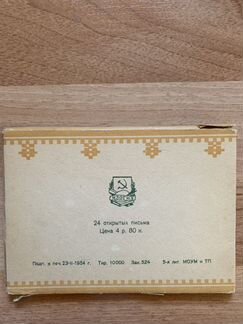 24 открытых письма
Цена 4 р. 80 к.
Подп. к печ. 23-II-1954 г. Тир. 10000 Зак. 524 5-я лит. МОУМ и ТП